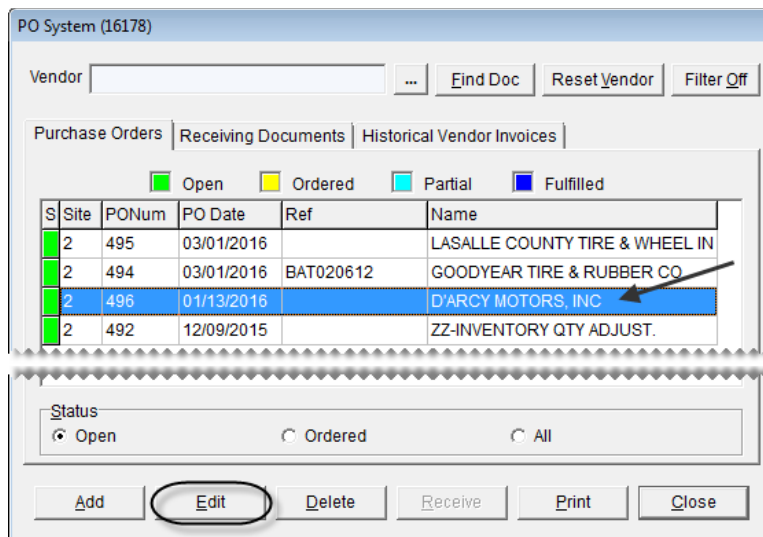 PO System (16178)
Vendor ... Find Doc Reset Vendor Filter Off
Purchase Orders Receiving Documents Historical Vendor Invoices
Open Ordered Partial Fulfilled
S Site PONum PO Date Ref Name
2 495 03/01/2016 LASALLE COUNTY TIRE & WHEEL IN
2 494 03/01/2016 BAT020612 GOODYEAR TIRE & RUBBER CO
2 496 01/13/2016 D'ARCY MOTORS, INC
2 492 12/09/2015 ZZ-INVENTORY QTY ADJUST.
Status
Open Ordered All
Add Edit Delete Receive Print Close